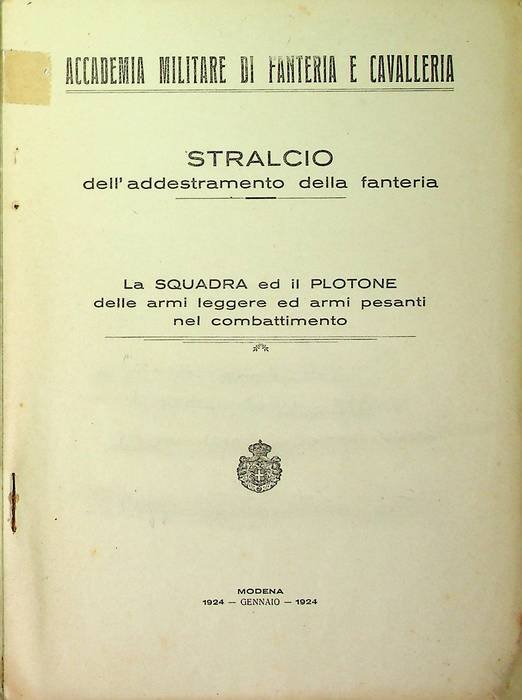 ACCADEMIA MILITARE DI FANTERIA E CAVALLERIA
STRALCIO
dell'addestramento della fanteria
La SQUADRA ed il PLOTONE
delle armi leggere ed armi pesanti
nel combattimento
MODENA
1924 — GENNAIO — 1924